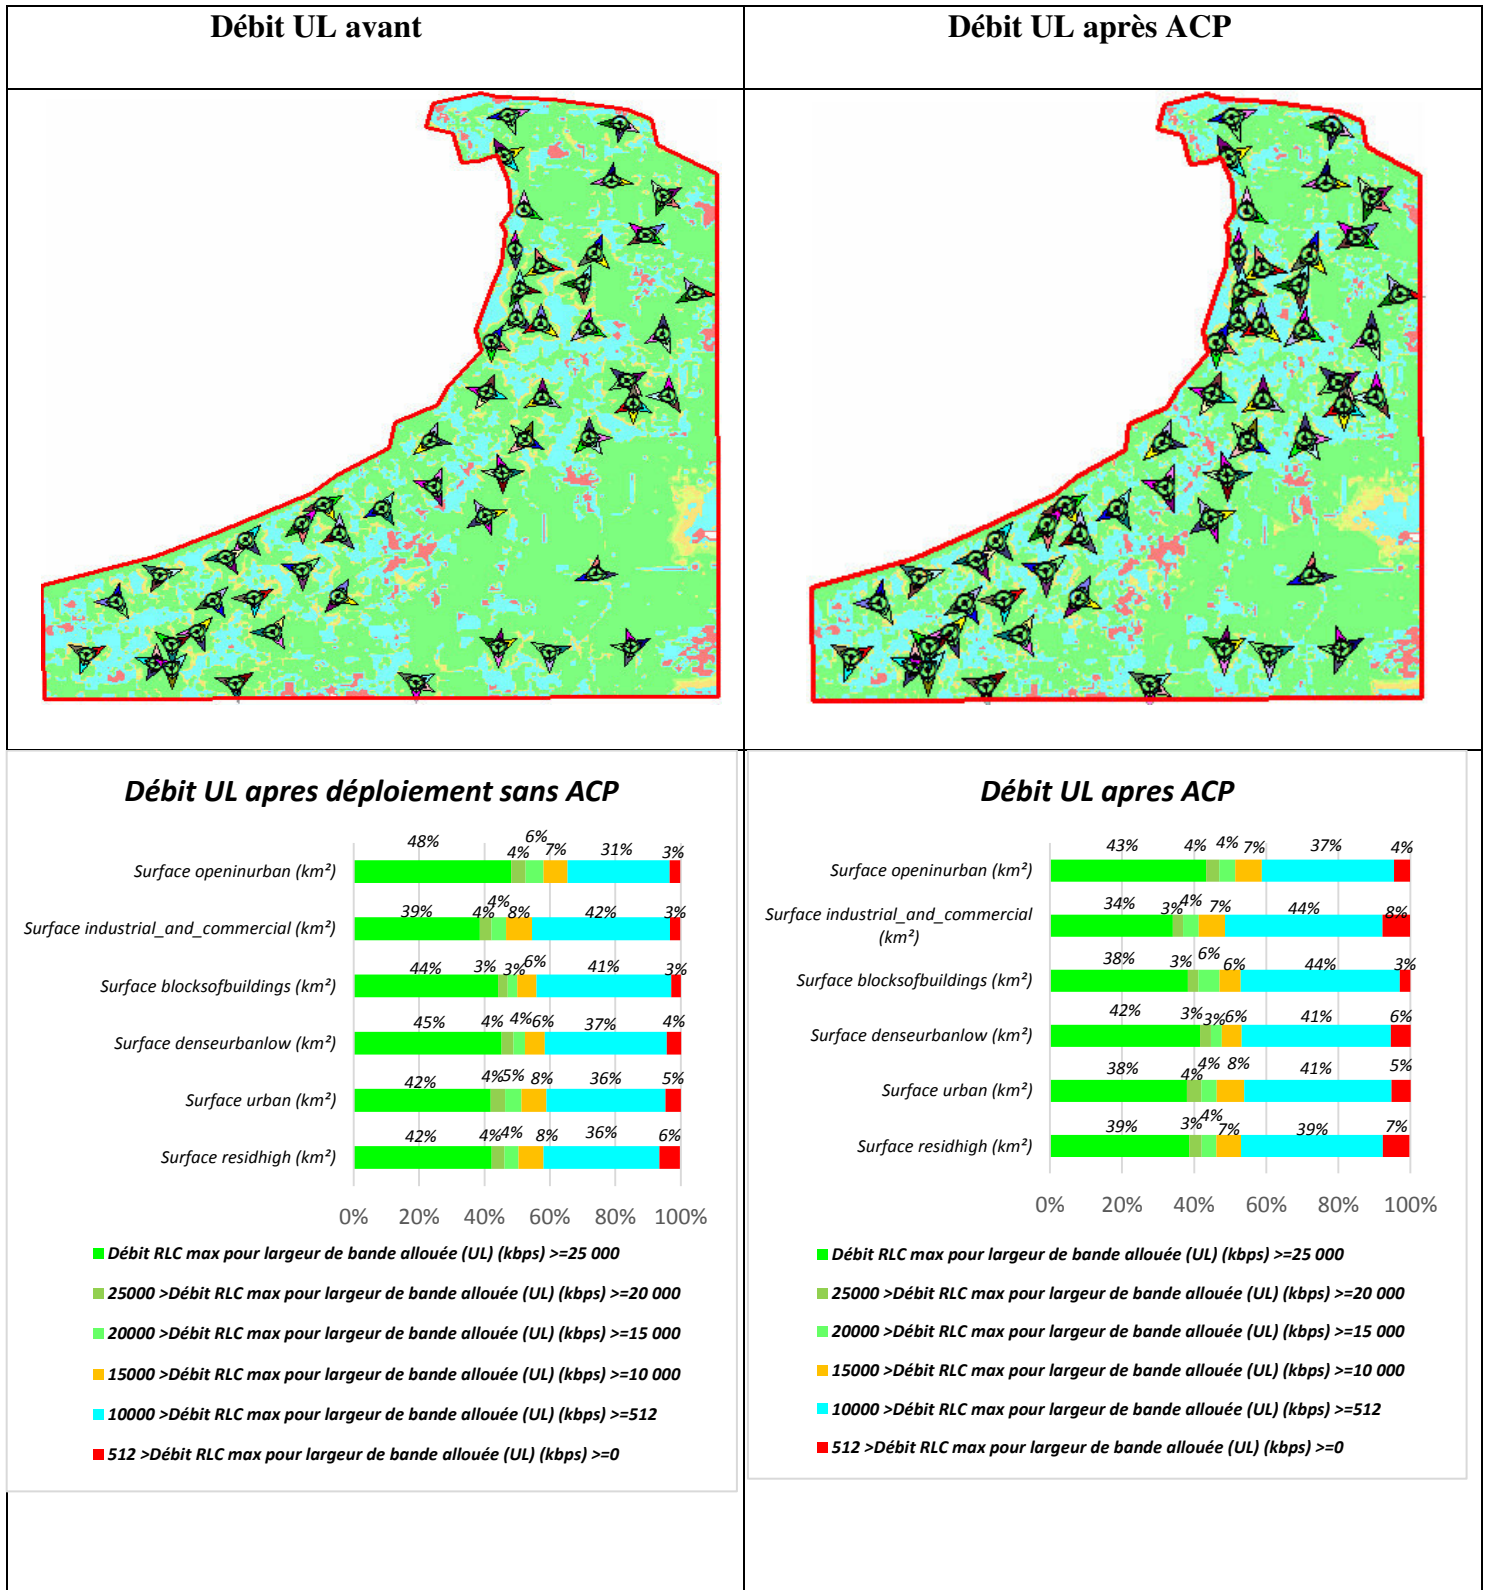 Débit UL avant
Débit UL après ACP
Débit UL apres déploiement sans ACP
48% 4% 6% 7% 31% 3%
Surface openinurban (km²)
39% 4% 4% 8% 42% 3%
Surface industrial_and_commercial (km²)
44% 3% 3% 6% 41% 3%
Surface blocksofbuildings (km²)
45% 4% 4% 6% 37% 4%
Surface denseurbanlow (km²)
42% 4% 5% 8% 36% 5%
Surface urban (km²)
42% 4% 4% 8% 36% 6%
Surface residhigh (km²)
0% 20% 40% 60% 80% 100%
Débit RLC max pour largeur de bande allouée (UL) (kbps) >=25 000
25000 >Débit RLC max pour largeur de bande allouée (UL) (kbps) >=20 000
20000 >Débit RLC max pour largeur de bande allouée (UL) (kbps) >=15 000
15000 >Débit RLC max pour largeur de bande allouée (UL) (kbps) >=10 000
10000 >Débit RLC max pour largeur de bande allouée (UL) (kbps) >=512
512 >Débit RLC max pour largeur de bande allouée (UL) (kbps) >=0
Débit UL apres ACP
43% 4% 4% 7% 37% 4%
Surface openinurban (km²)
34% 3% 4% 7% 44% 8%
Surface industrial_and_commercial
(km²)
38% 3% 6% 6% 44% 3%
Surface blocksofbuildings (km²)
42% 3% 3% 6% 41% 6%
Surface denseurbanlow (km²)
38% 4% 4% 8% 41% 5%
Surface urban (km²)
39% 3% 4% 7% 39% 7%
Surface residhigh (km²)
0% 20% 40% 60% 80% 100%
Débit RLC max pour largeur de bande allouée (UL) (kbps) >=25 000
25000 >Débit RLC max pour largeur de bande allouée (UL) (kbps) >=20 000
20000 >Débit RLC max pour largeur de bande allouée (UL) (kbps) >=15 000
15000 >Débit RLC max pour largeur de bande allouée (UL) (kbps) >=10 000
10000 >Débit RLC max pour largeur de bande allouée (UL) (kbps) >=512
512 >Débit RLC max pour largeur de bande allouée (UL) (kbps) >=0